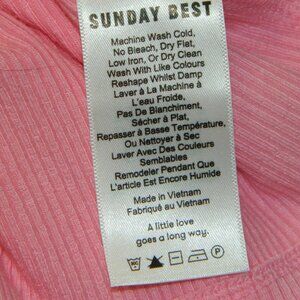 SUNDAY BEST
Machine Wash Cold,
No Bleach, Dry Flat,
Low Iron, Or Dry Clean
Wash With Like Colours
Reshape Whilst Damp
Laver À La Machine à
L'eau Froide,
Pas De Blanchiment,
Sécher à Plat,
Repasser à Basse Température,
Ou Nettoyer à Sec
Laver Avec Des Couleurs
Semblables
Remodeler Pendant Que
L'article Est Encore Humide
Made in Vietnam
Fabriqué au Vietnam
A little love
goes a long way.